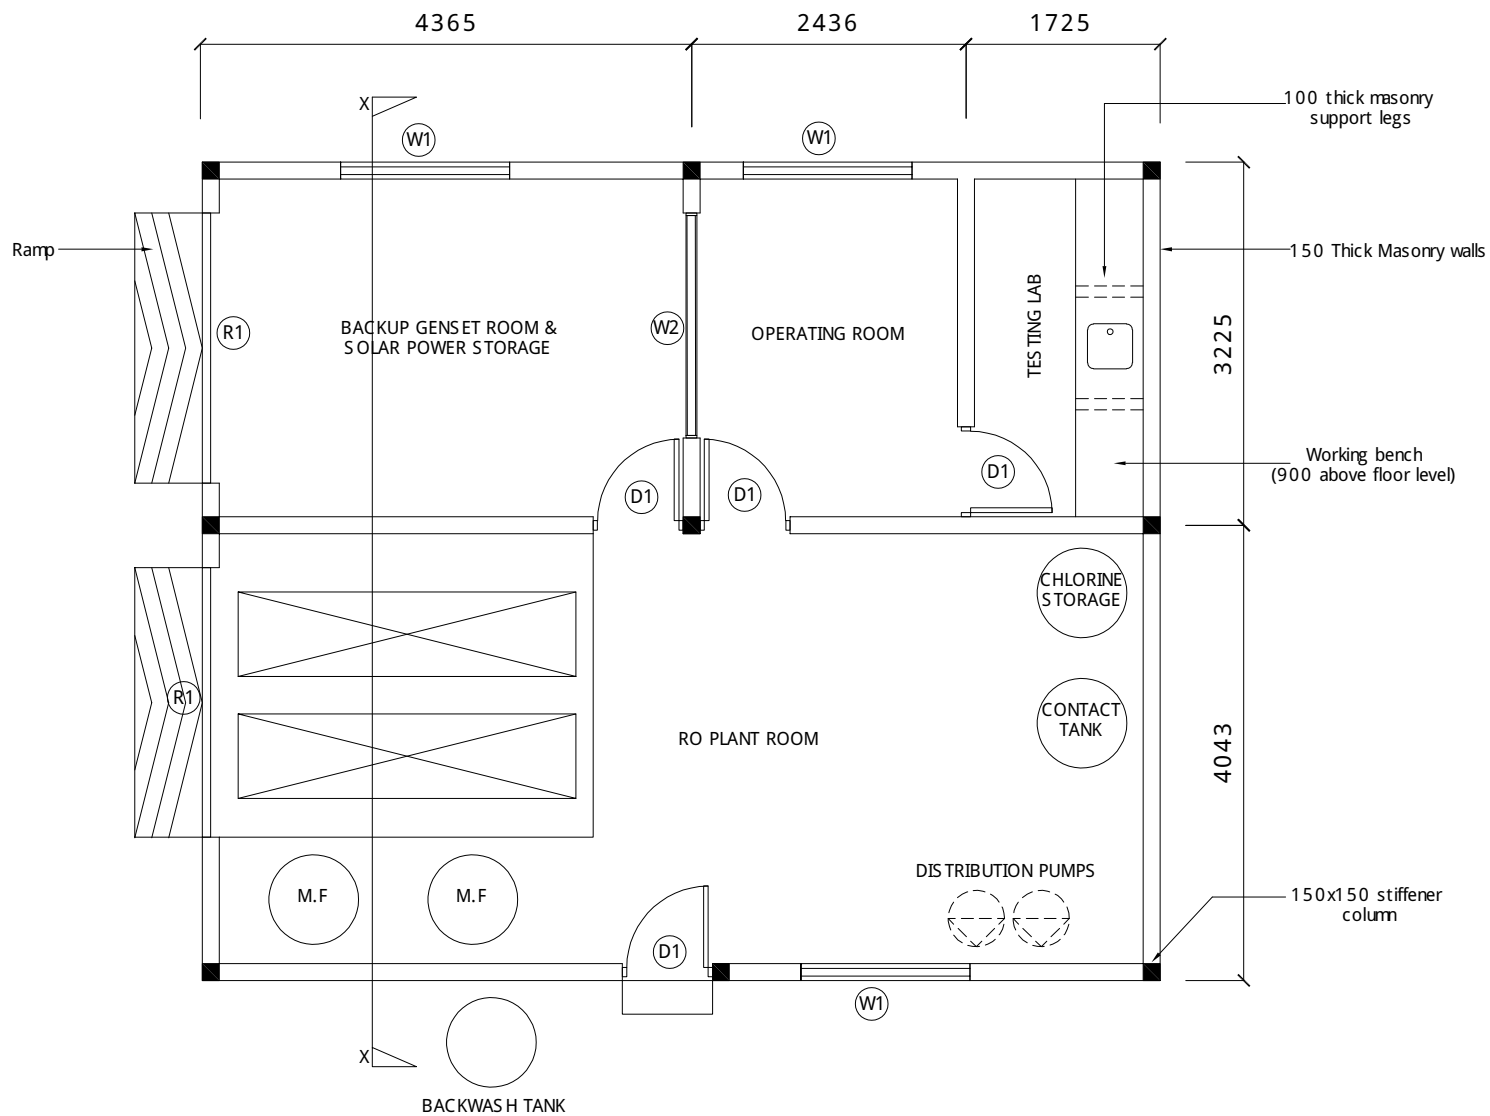 4365
2436
1725
X
W1
W1
100 thick masonry
support legs
Ramp
150 Thick Masonry walls
R1
BACKUP GENSET ROOM &
SOLAR POWER STORAGE
W2
OPERATING ROOM
TESTING LAB
3225
Working bench
(900 above floor level)
D1
D1
D1
CHLORINE
STORAGE
R1
CONTACT
TANK
RO PLANT ROOM
4043
M.F
M.F
DISTRIBUTION PUMPS
150x150 stiffener
column
D1
W1
X
BACKWASH TANK